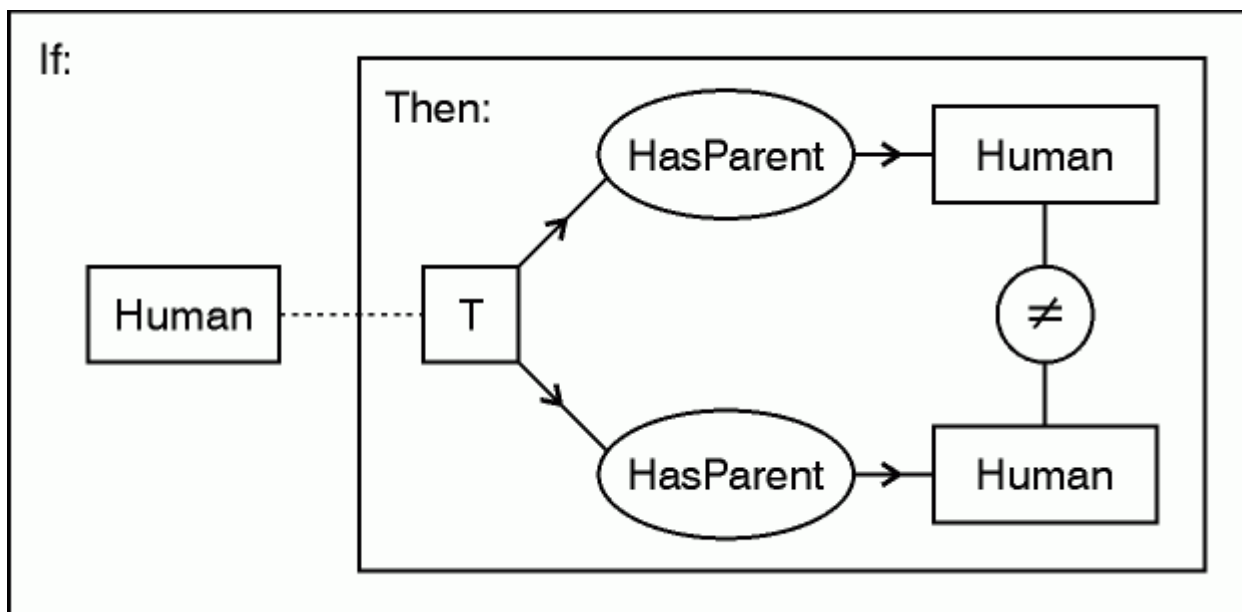 If:
Then:
HasParent
Human
Human
T
≠
HasParent
Human